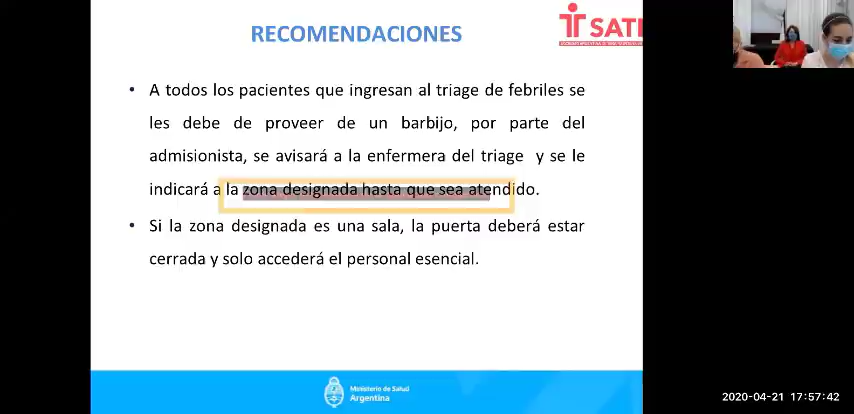 RECOMENDACIONES
SATI
• A todos los pacientes que ingresan al triage de febriles se
les debe de proveer de un barbijo, por parte del
admisionista, se avisará a la enfermera del triage y se le
indicará a la zona designada hasta que sea atendido.
• Si la zona designada es una sala, la puerta deberá estar
cerrada y solo accederá el personal esencial.
Ministerio de Salud
Argentina
2020-04-21 17:57:42